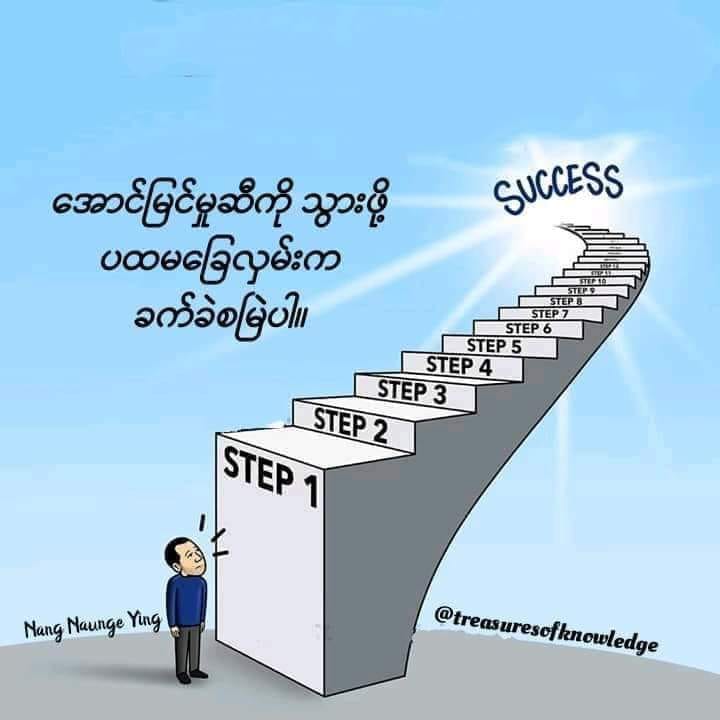 SUCCESS
အောင်မြင်မှုဆီကို သွားဖို့
ပထမခြေလှမ်းက
ခက်ခဲစမြဲပါ။
STEP 12
STEP 11
STEP 10
STEP 9
STEP 8
STEP 7
STEP 6
STEP 5
STEP 4
STEP 3
STEP 2
STEP 1
Nang Naunge Ying
@treasuresofknowledge